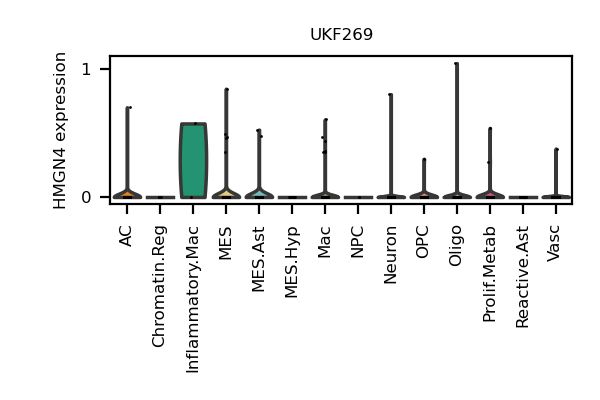 UKF269
HMGN4 expression
1
0
AC
Chromatin.Reg
Inflammatory.Mac
MES
MES.Ast
MES.Hyp
Mac
NPC
Neuron
OPC
Oligo
Prolif.Metab
Reactive.Ast
Vasc